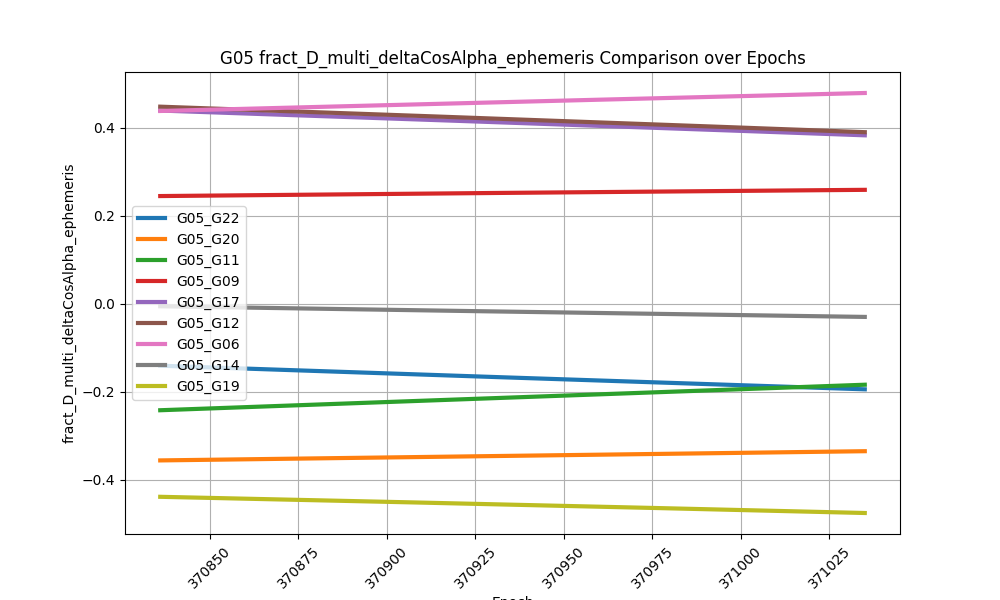 G05 fract_D_multi_deltaCosAlpha_ephemeris Comparison over Epochs
fract_D_multi_deltaCosAlpha_ephemeris
0.4
0.2
0.0
−0.2
−0.4
G05_G22
G05_G20
G05_G11
G05_G09
G05_G17
G05_G12
G05_G06
G05_G14
G05_G19
370850
370875
370900
370925
370950
370975
371000
371025
Epoch